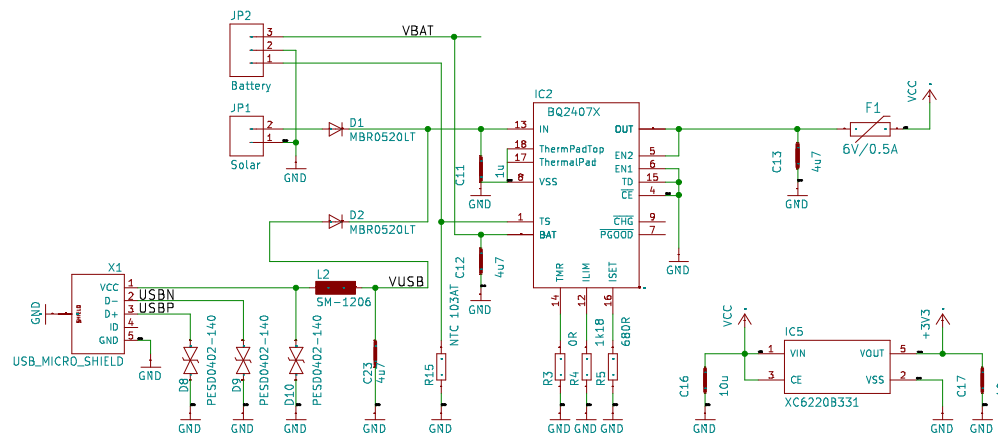 JP2
3
2
1
Battery
VBAT
JP1
2
1
Solar
GND
D1
MBR0520LT
D2
MBR0520LT
C11
1u
GND
C12
4u7
GND
IC2
BQ2407X
13 IN
18 ThermPadTop
17 ThermalPad
8 VSS
1 TS
BAT
OUT
EN2 5
EN1 6
TD 15
CE 4
CHG 9
PGOOD 7
TMR
ILIM
ISET
14
12
16
GND
C13
4u7
GND
F1
6V/0.5A
VCC
X1
VCC 1
D- 2
D+ 3
ID 4
GND 5
SHIELD
GND
USB_MICRO_SHIELD
USBN
USBP
GND
L2
SM-1206
VUSB
D8
PESD0402-140
GND
D9
PESD0402-140
GND
D10
PESD0402-140
GND
C23
4u7
GND
R15
NTC 103AT
GND
R3
0R
GND
R4
1k18
GND
R5
680R
GND
C16
10u
GND
VCC
IC5
1 VIN
3 CE
VOUT 5
VSS 2
XC6220B331
+3V3
GND
C17
GND